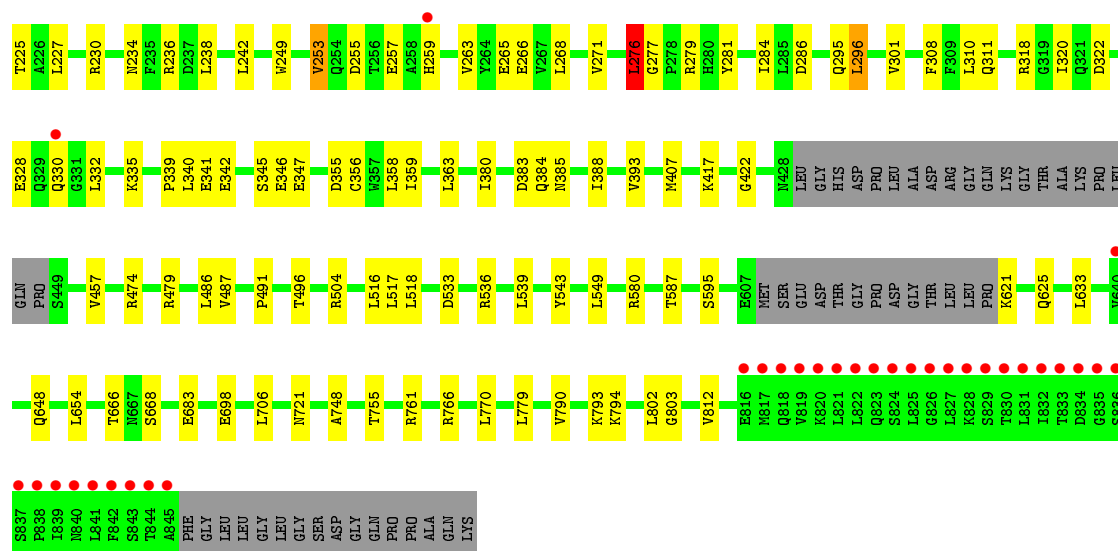 T225 A226 L227 R230 N234 F235 R236 D237 L238 L242 W249 V253 Q254 D255 T256 E257 A258 H259 V263 Y264 E265 E266 V267 L268 V271 L276 G277 P278 R279 H280 Y281 I284 L285 D286 Q295 L296 V301 F308 F309 L310 Q311 R318 G319 I320 Q321 D322
E328 Q329 Q330 G331 L332 K335 P339 L340 E341 E342 S345 E346 E347 D355 C356 W357 L358 I359 L363 I380 D383 Q384 N385 I388 V393 M407 K417 G422 N428 LEU GLY HIS ASP PRO LEU ALA ASP ARG GLY GLN LYS GLY THR ALA LYS PRO LEU
GLN PRO S449 V457 R474 R479 L486 V487 P491 T496 R504 L516 L517 L518 D533 R536 L539 Y543 L549 R580 T587 S595 E607 MET SER GLU ASP THR GLY PRO ASP GLY THR LEU LEU PRO K621 Q625 L633 V640
Q648 L654 T666 N667 S668 E683 E698 L706 N721 A748 T755 R761 R766 L770 L779 V790 K793 K794 L802 G803 V812 E816 M817 Q818 V819 K820 L821 L822 Q823 S824 L825 G826 L827 K828 S829 T830 L831 I832 T833 D834 G835 S836
S837 P838 I839 N840 L841 F842 S843 T844 A845 PHE GLY LEU LEU GLY LEU LEU GLY SER ASP GLY GLN PRO PRO ALA GLN LYS